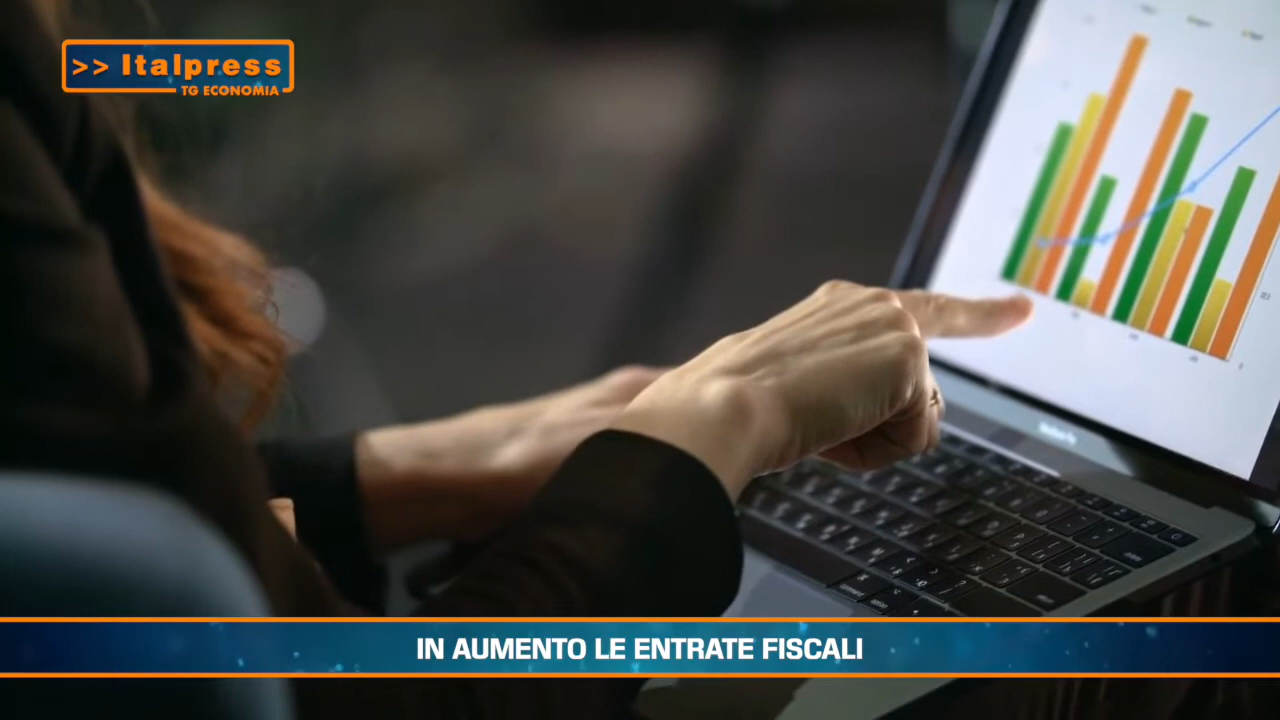 >> Italpress
TG ECONOMIA
IN AUMENTO LE ENTRATE FISCALI